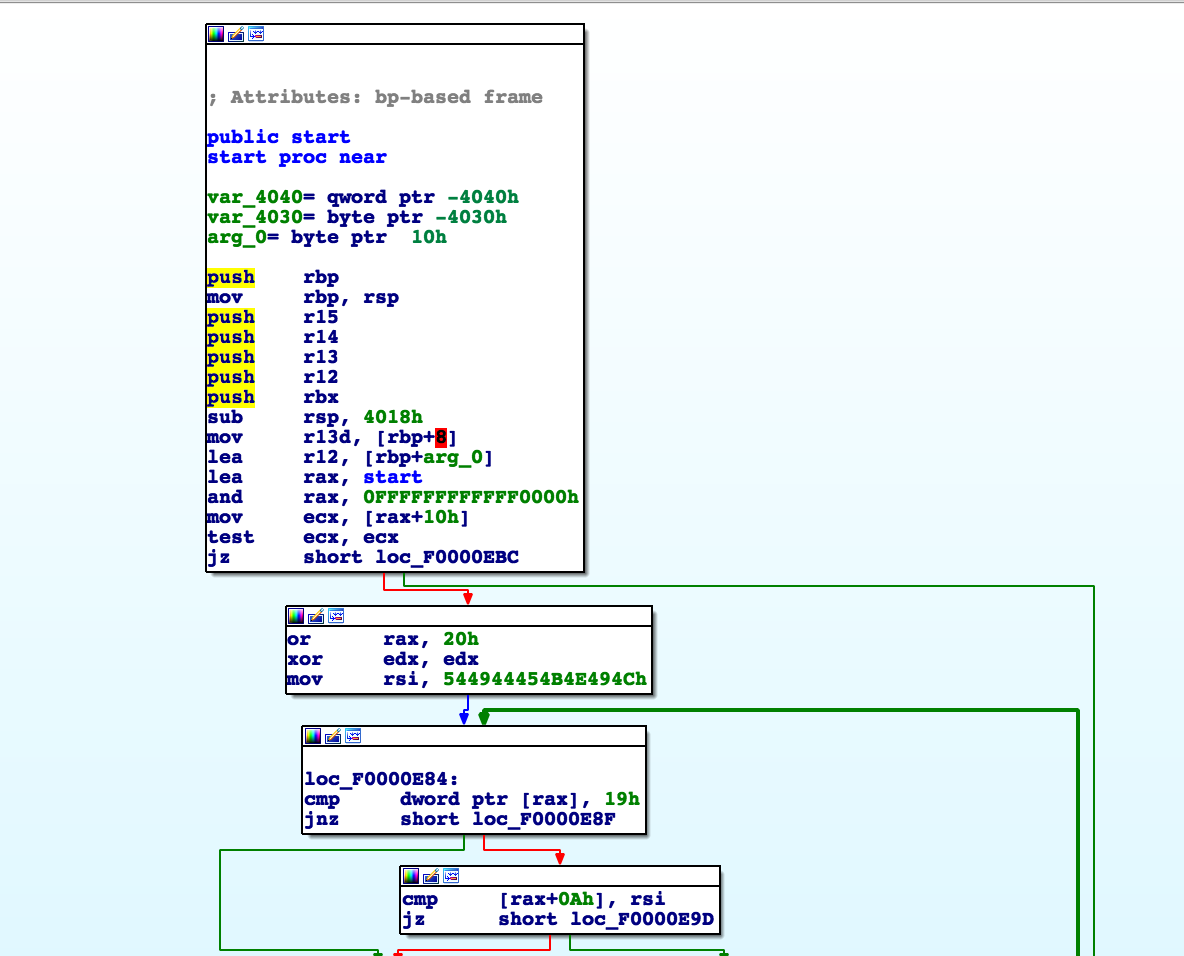 ; Attributes: bp-based frame
public start
start proc near
var_4040= qword ptr -4040h
var_4030= byte ptr -4030h
arg_0= byte ptr  10h
push    rbp
mov     rbp, rsp
push    r15
push    r14
push    r13
push    r12
push    rbx
sub     rsp, 4018h
mov     r13d, [rbp+8]
lea     r12, [rbp+arg_0]
lea     rax, start
and     rax, 0FFFFFFFFFFFF0000h
mov     ecx, [rax+10h]
test    ecx, ecx
jz      short loc_F0000EBC
or      rax, 20h
xor     edx, edx
mov     rsi, 544944454B4E494Ch
loc_F0000E84:
cmp     dword ptr [rax], 19h
jnz     short loc_F0000E8F
cmp     [rax+0Ah], rsi
jz      short loc_F0000E9D